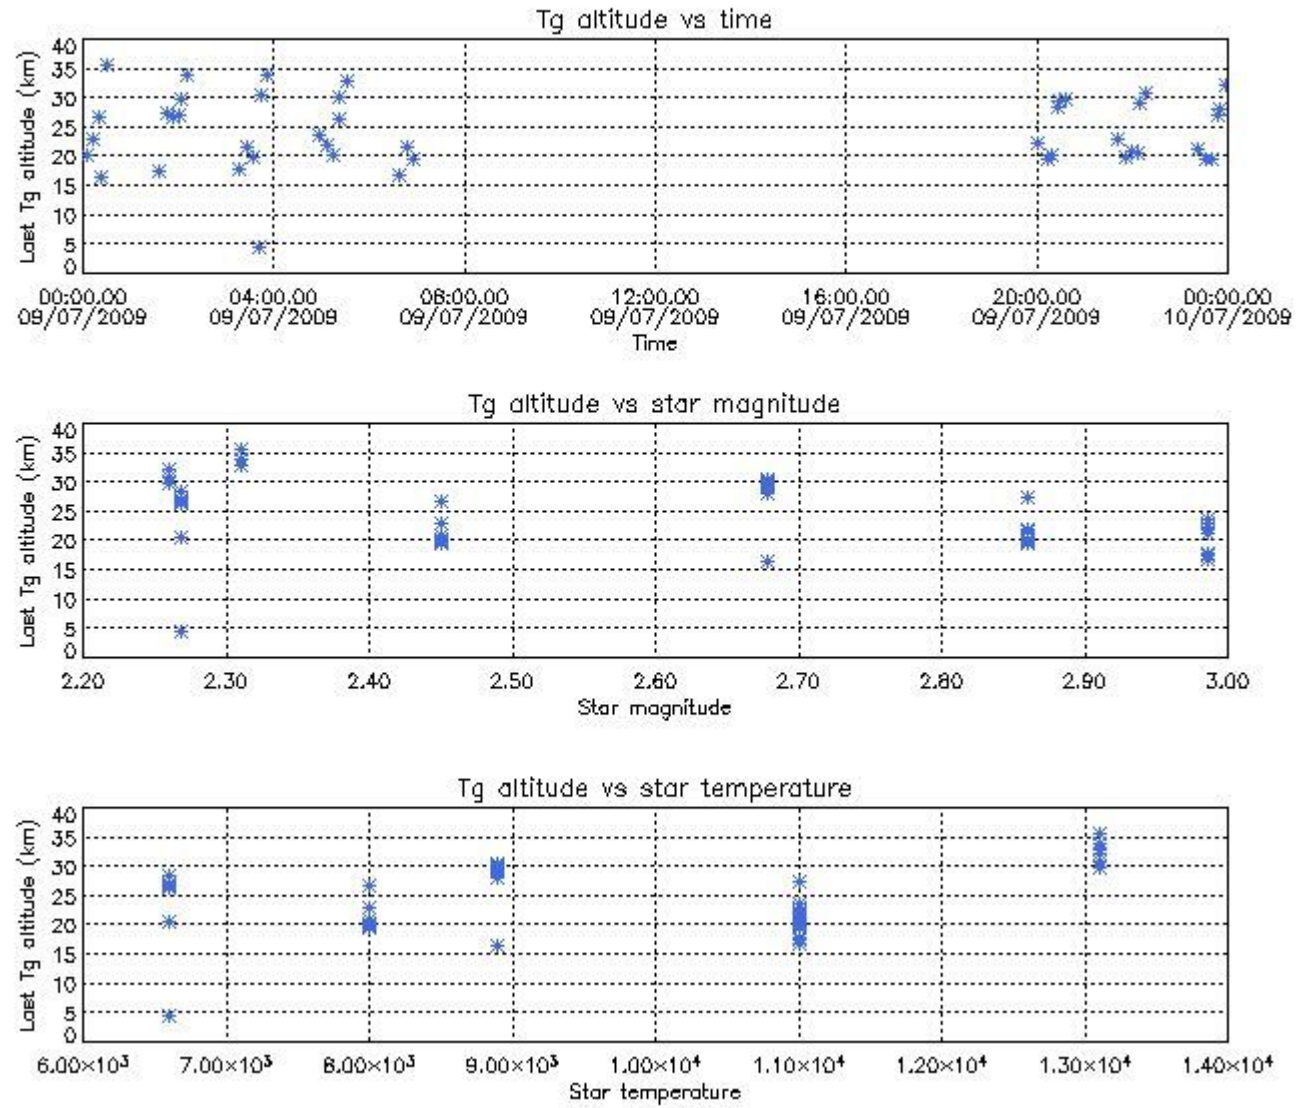 Tg altitude vs time
Last Tg altitude (km)
40
35
30
25
20
15
10
5
0
00:00.00 04:00.00 08:00.00 12:00.00 16:00.00 20:00.00 00:00.00
09/07/2009 09/07/2009 09/07/2009 09/07/2009 09/07/2009 09/07/2009 10/07/2009
Time
Tg altitude vs star magnitude
Last Tg altitude (km)
40
35
30
25
20
15
10
5
0
2.20 2.30 2.40 2.50 2.60 2.70 2.80 2.90 3.00
Star magnitude
Tg altitude vs star temperature
Last Tg altitude (km)
40
35
30
25
20
15
10
5
0
6.00×10³ 7.00×10³ 8.00×10³ 9.00×10³ 1.00×10⁴ 1.10×10⁴ 1.20×10⁴ 1.30×10⁴ 1.40×10⁴
Star temperature